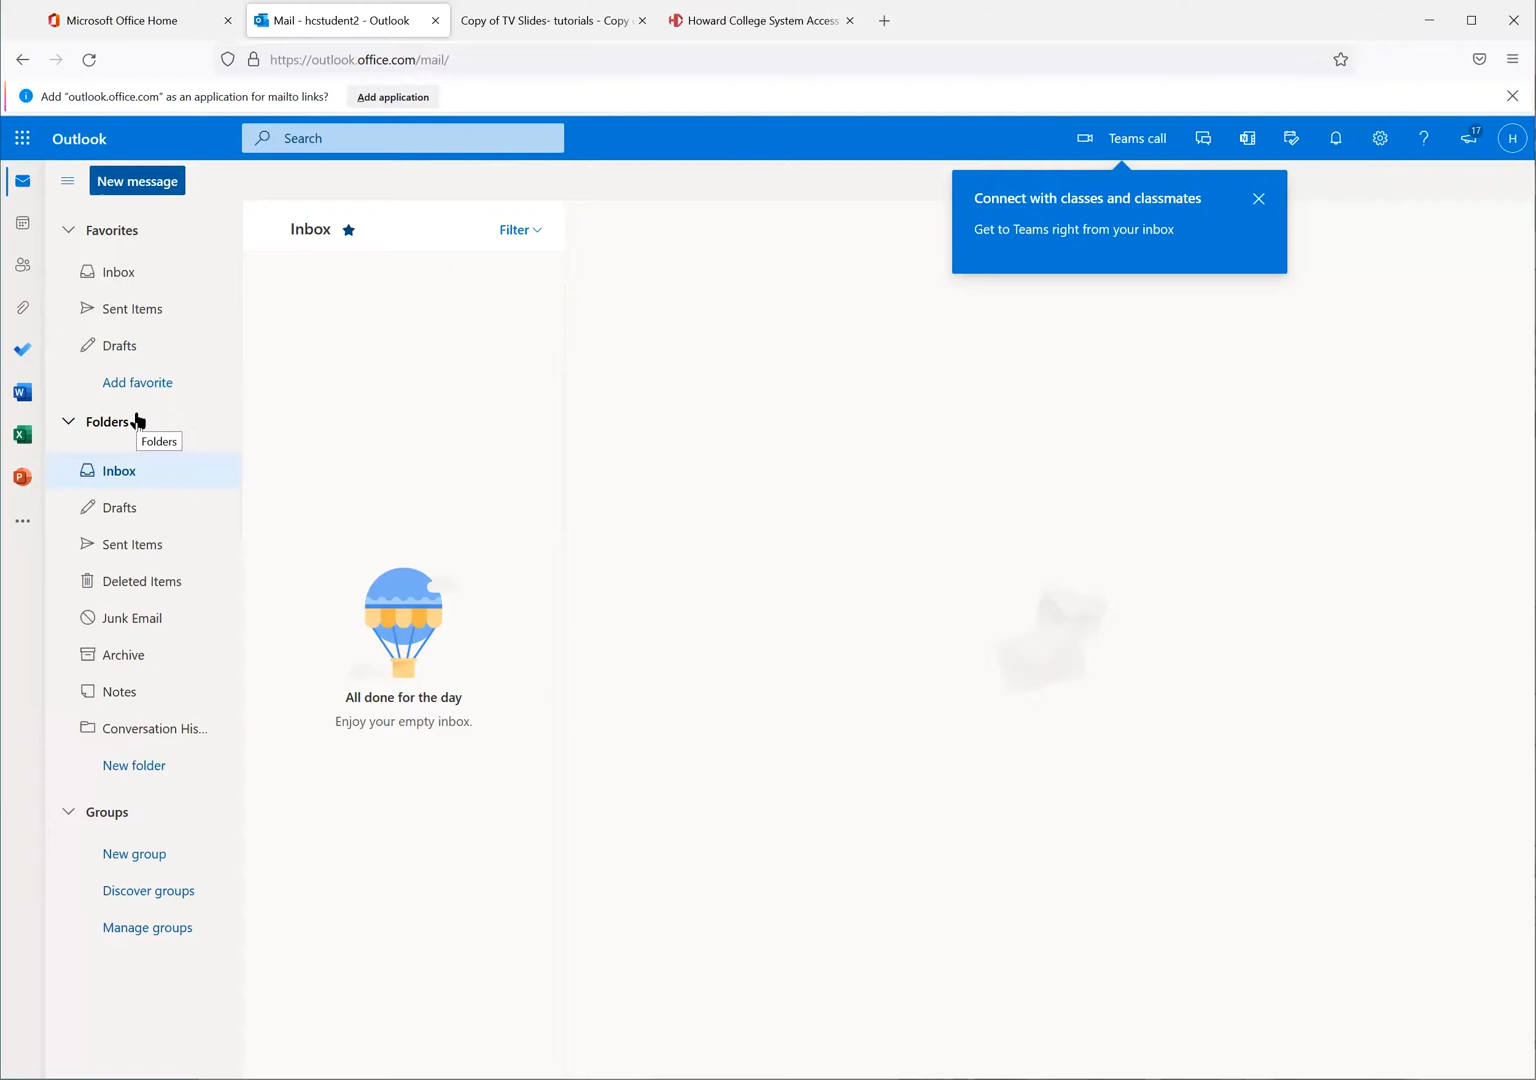 Microsoft Office Home
Mail - hcstudent2 - Outlook
Copy of TV Slides- tutorials - Copy
Howard College System Access
https://outlook.office.com/mail/
Add "outlook.office.com" as an application for mailto links?
Add application
Outlook
Search
Teams call
17
H
New message
Connect with classes and classmates
Get to Teams right from your inbox
Favorites
Inbox
Sent Items
Drafts
Add favorite
Folders
Folders
Inbox
Drafts
Sent Items
Deleted Items
Junk Email
Archive
Notes
Conversation His...
New folder
Groups
New group
Discover groups
Manage groups
Inbox
Filter
All done for the day
Enjoy your empty inbox.